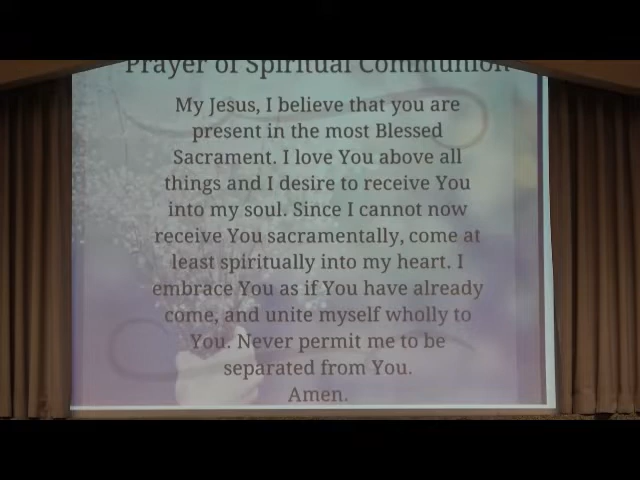 Prayer of Spiritual Communion
My Jesus, I believe that you are
present in the most Blessed
Sacrament. I love You above all
things and I desire to receive You
into my soul. Since I cannot now
receive You sacramentally, come at
least spiritually into my heart. I
embrace You as if You have already
come, and unite myself wholly to
You. Never permit me to be
separated from You.
Amen.